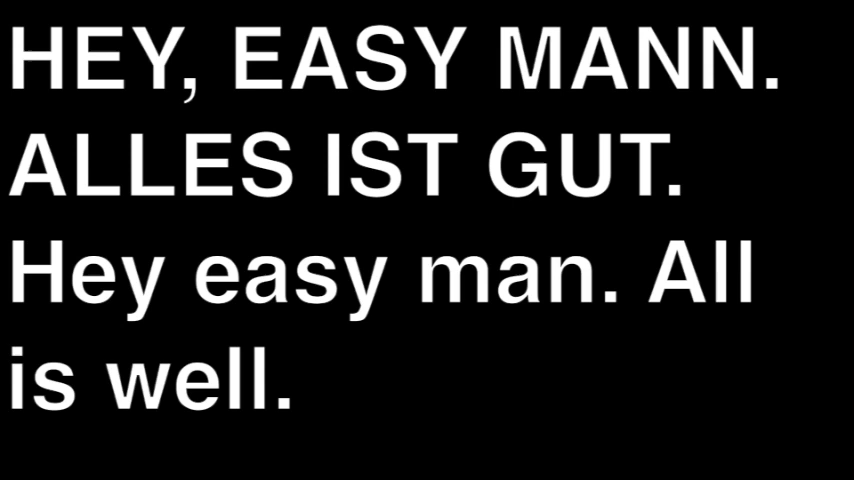 HEY, EASY MANN.
ALLES IST GUT.
Hey easy man. All
is well.